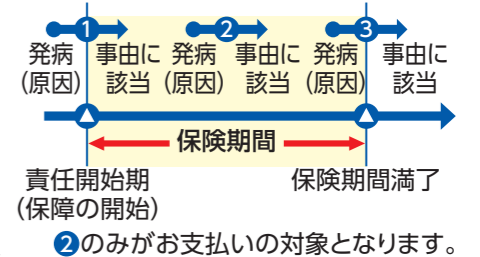 1 2 3
発病 事由に 発病 事由に 発病 事由に
(原因) 該当 (原因) 該当 (原因) 該当
保険期間
責任開始期 保険期間満了
(保障の開始)
❷のみがお支払いの対象となります。